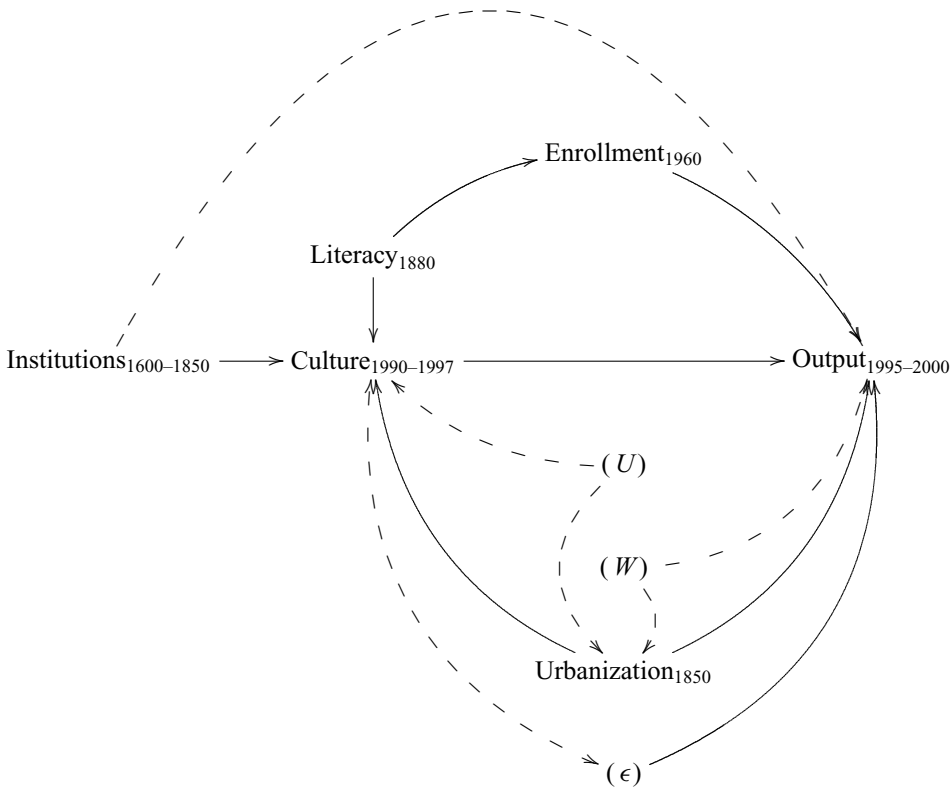 Enrollment1960
Literacy1880
Institutions1600–1850 Culture1990–1997 Output1995–2000
(U)
(W)
Urbanization1850
(ϵ)